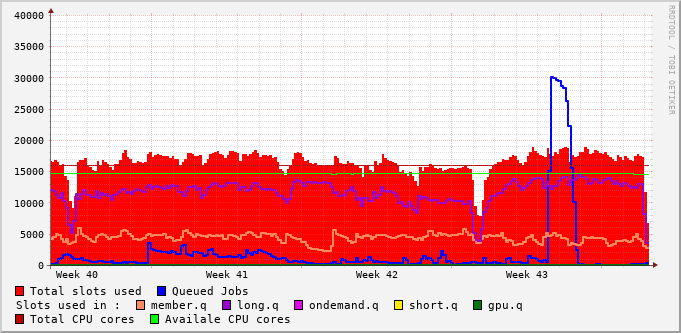 40000
35000
30000
25000
20000
15000
10000
5000
0
Week 40 Week 41 Week 42 Week 43
RRDTOOL / TOBI OETIKER
Total slots used Queued Jobs
Slots used in : member.q long.q ondemand.q short.q gpu.q
Total CPU cores Availale CPU cores